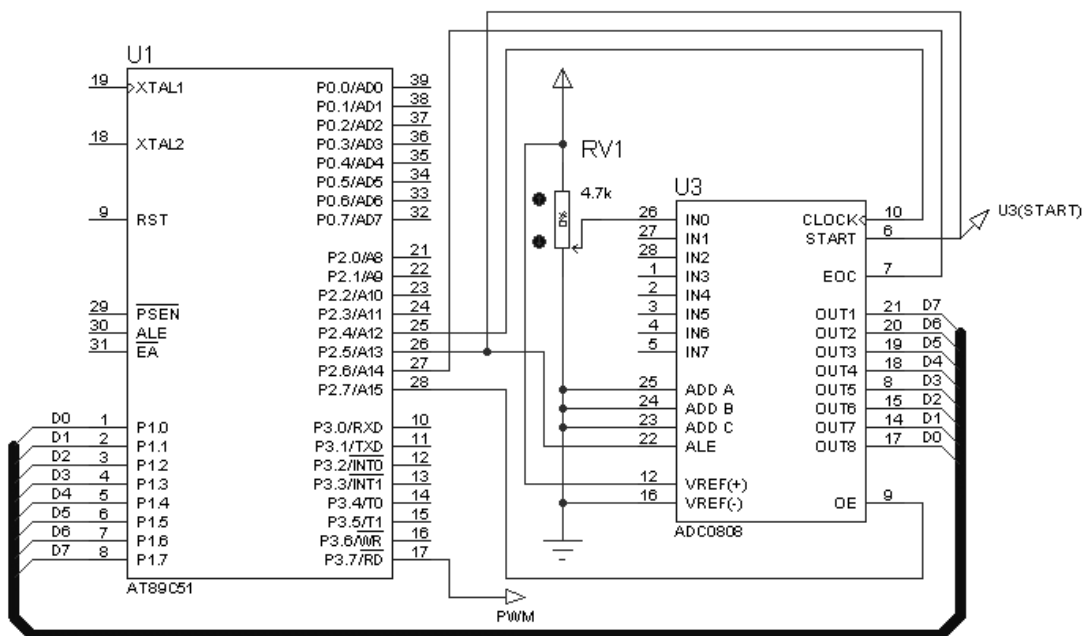 U1
19 XTAL1
18 XTAL2
9 RST
29 PSEN
30 ALE
31 EA
D0 1 P1.0
D1 2 P1.1
D2 3 P1.2
D3 4 P1.3
D4 5 P1.4
D5 6 P1.5
D6 7 P1.6
D7 8 P1.7
P0.0/AD0 39
P0.1/AD1 38
P0.2/AD2 37
P0.3/AD3 36
P0.4/AD4 35
P0.5/AD5 34
P0.6/AD6 33
P0.7/AD7 32
P2.0/A8 21
P2.1/A9 22
P2.2/A10 23
P2.3/A11 24
P2.4/A12 25
P2.5/A13 26
P2.6/A14 27
P2.7/A15 28
P3.0/RXD 10
P3.1/TXD 11
P3.2/INT0 12
P3.3/INT1 13
P3.4/T0 14
P3.5/T1 15
P3.6/WR 16
P3.7/RD 17
AT89C51
PWM
RV1
4.7k
0%
U3
26 IN0
27 IN1
28 IN2
1 IN3
2 IN4
3 IN5
4 IN6
5 IN7
25 ADD A
24 ADD B
23 ADD C
22 ALE
12 VREF(+)
16 VREF(-)
CLOCK 10
START 6
EOC 7
OUT1 21 D7
OUT2 20 D6
OUT3 19 D5
OUT4 18 D4
OUT5 8 D3
OUT6 15 D2
OUT7 14 D1
OUT8 17 D0
OE 9
ADC0808
U3(START)